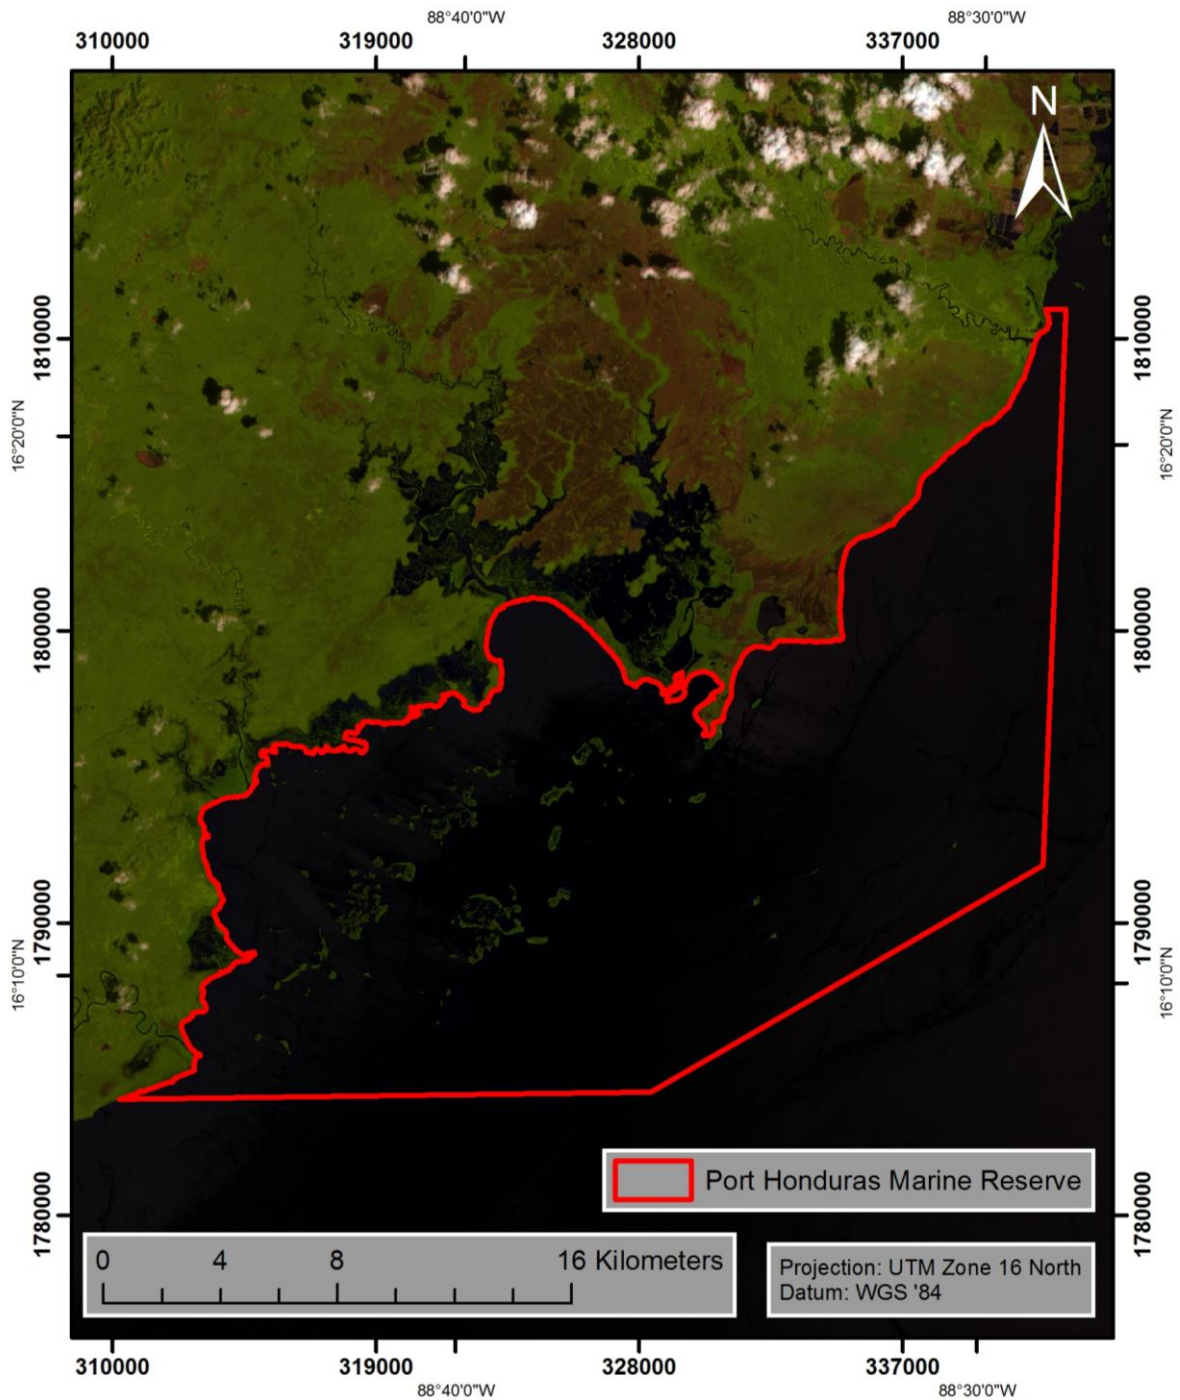 88°40'0"W 88°30'0"W
310000 319000 328000 337000
N
1810000 1810000
16°20'0"N 16°20'0"N
1800000 1800000
1790000 1790000
16°10'0"N 16°10'0"N
Port Honduras Marine Reserve
1780000 1780000
0 4 8 16 Kilometers
Projection: UTM Zone 16 North
Datum: WGS '84
310000 319000 328000 337000
88°40'0"W 88°30'0"W